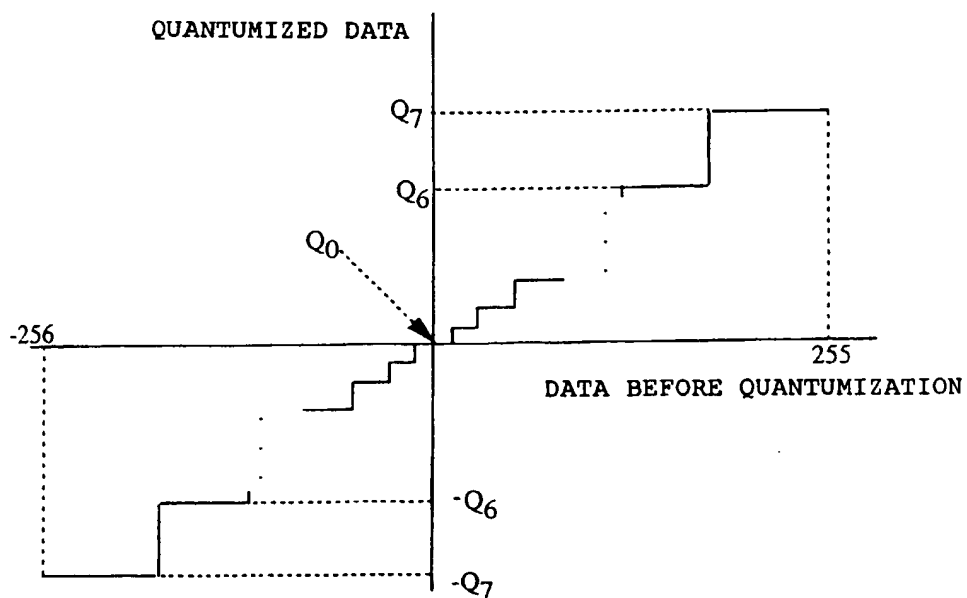 QUANTUMIZED DATA
Q7
Q6
Q0
-256
255
DATA BEFORE QUANTUMIZATION
-Q6
-Q7